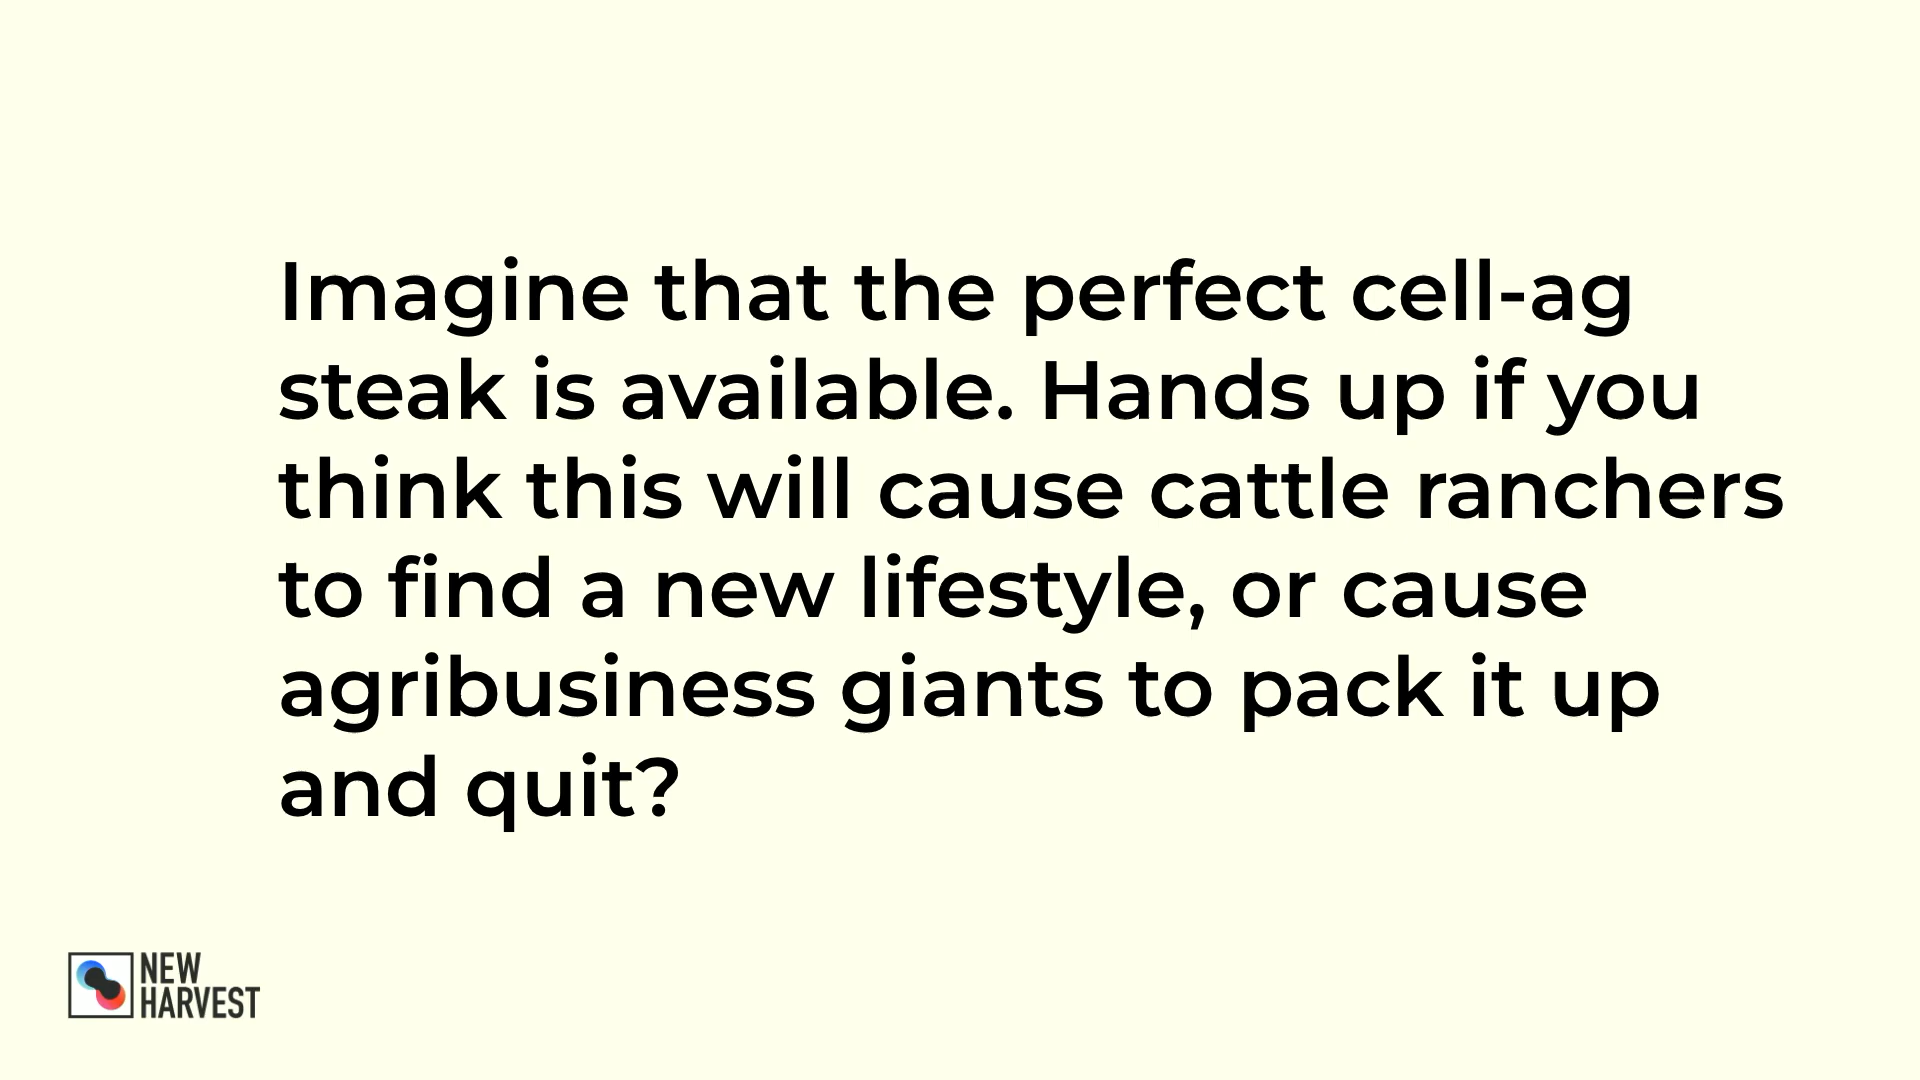 Imagine that the perfect cell-ag
steak is available. Hands up if you
think this will cause cattle ranchers
to find a new lifestyle, or cause
agribusiness giants to pack it up
and quit?
NEW
HARVEST